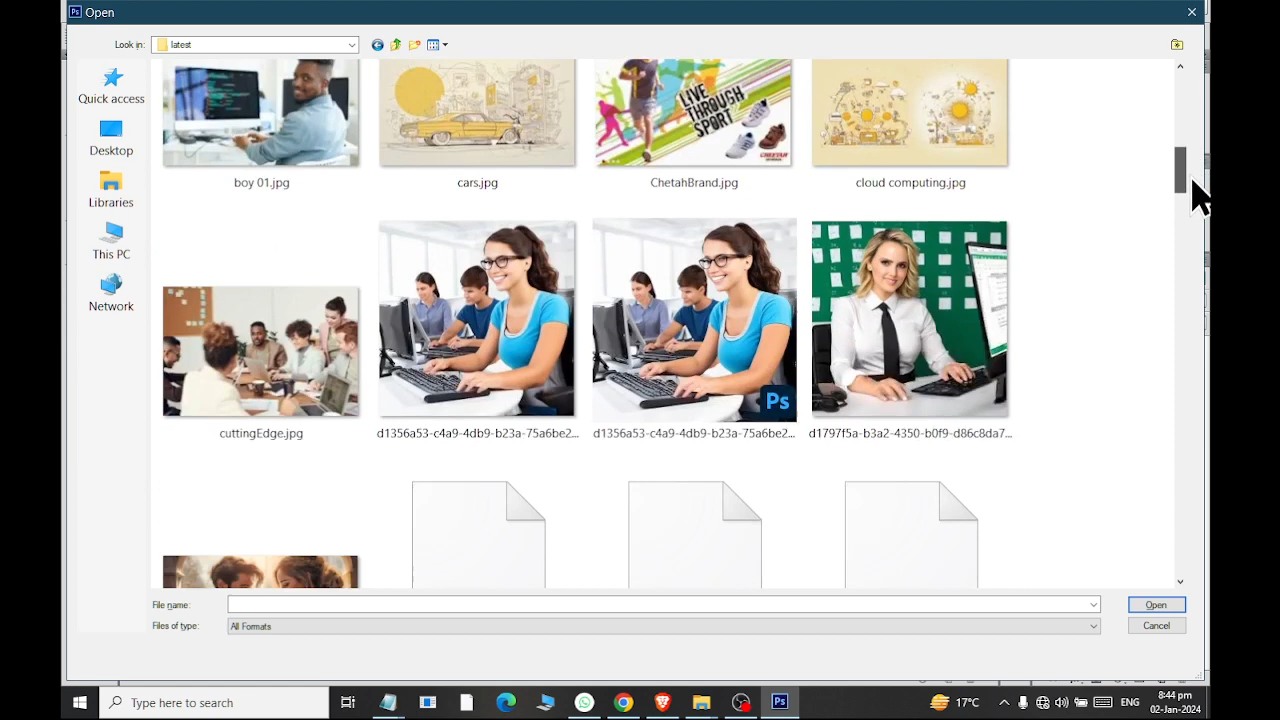 Ps Open
Look in: latest
Quick access
Desktop
Libraries
This PC
Network
LIVE
THROUGH
SPORT
CHEETAH
boy 01.jpg
cars.jpg
ChetahBrand.jpg
cloud computing.jpg
Ps
cuttingEdge.jpg
d1356a53-c4a9-4db9-b23a-75a6be2...
d1356a53-c4a9-4db9-b23a-75a6be2...
d1797f5a-b3a2-4350-b0f9-d86c8da7...
File name:
Open
Files of type: All Formats
Cancel
Type here to search
Ps
17°C
ENG
8:44 pm
02-Jan-2024